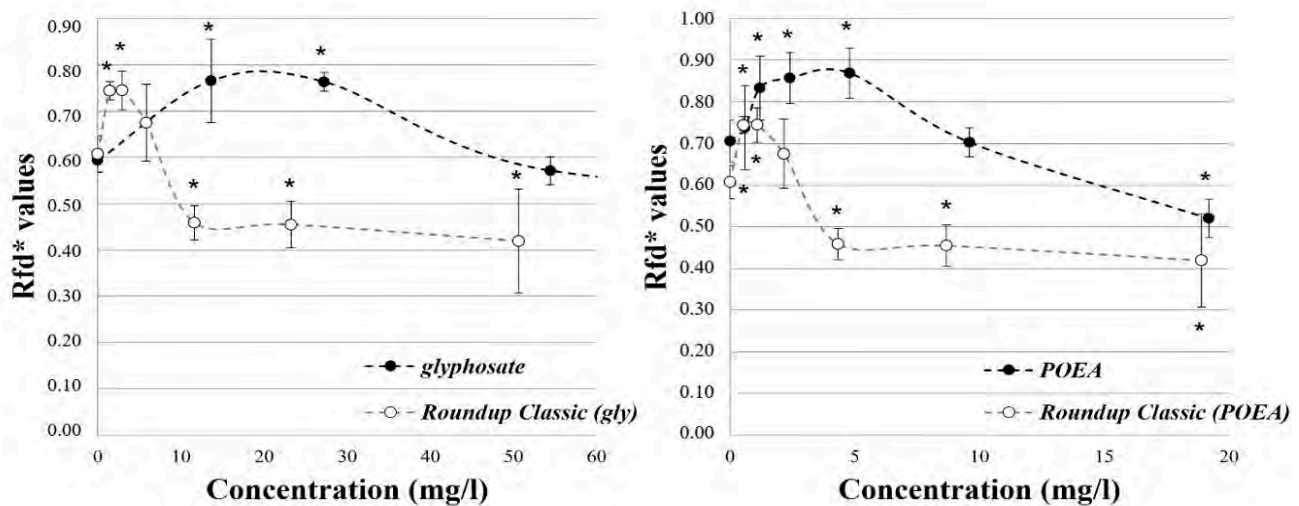 0.90
0.80
0.70
0.60
0.50
0.40
0.30
0.20
0.10
0.00
Rfd* values
* * * * * * *
glyphosate
Roundup Classic (gly)
0 10 20 30 40 50 60
Concentration (mg/l)
1.00
0.90
0.80
0.70
0.60
0.50
0.40
0.30
0.20
0.10
0.00
Rfd* values
* * * * * * * * * *
POEA
Roundup Classic (POEA)
0 5 10 15 20
Concentration (mg/l)